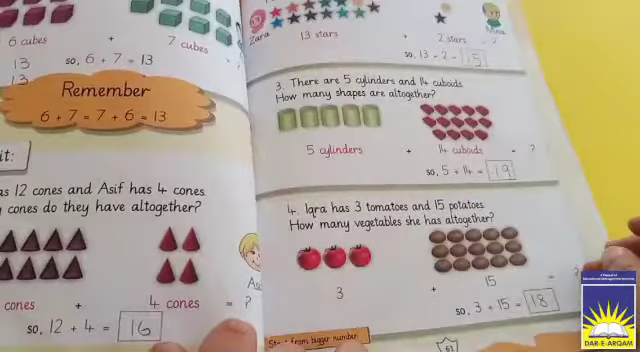 6 cubes + 7 cubes
13 so, 6 + 7 = 13
13
Remember
6 + 7 = 7 + 6 = 13
it:
as 12 cones and Asif has 4 cones.
cones do they have altogether?
cones + 4 cones = ?
so, 12 + 4 = 16
Zara 13 stars + 2 stars ? Mina
so, 13 + 2 = 15
3. There are 5 cylinders and 14 cuboids.
How many shapes are altogether?
5 cylinders + 14 cuboids = ?
so, 5 + 14 = 19
4. Iqra has 3 tomatoes and 15 potatoes.
How many vegetables she has altogether?
3 + 15 = ?
so, 3 + 15 = 18
Start from bigger number
DAR-E-ARQAM